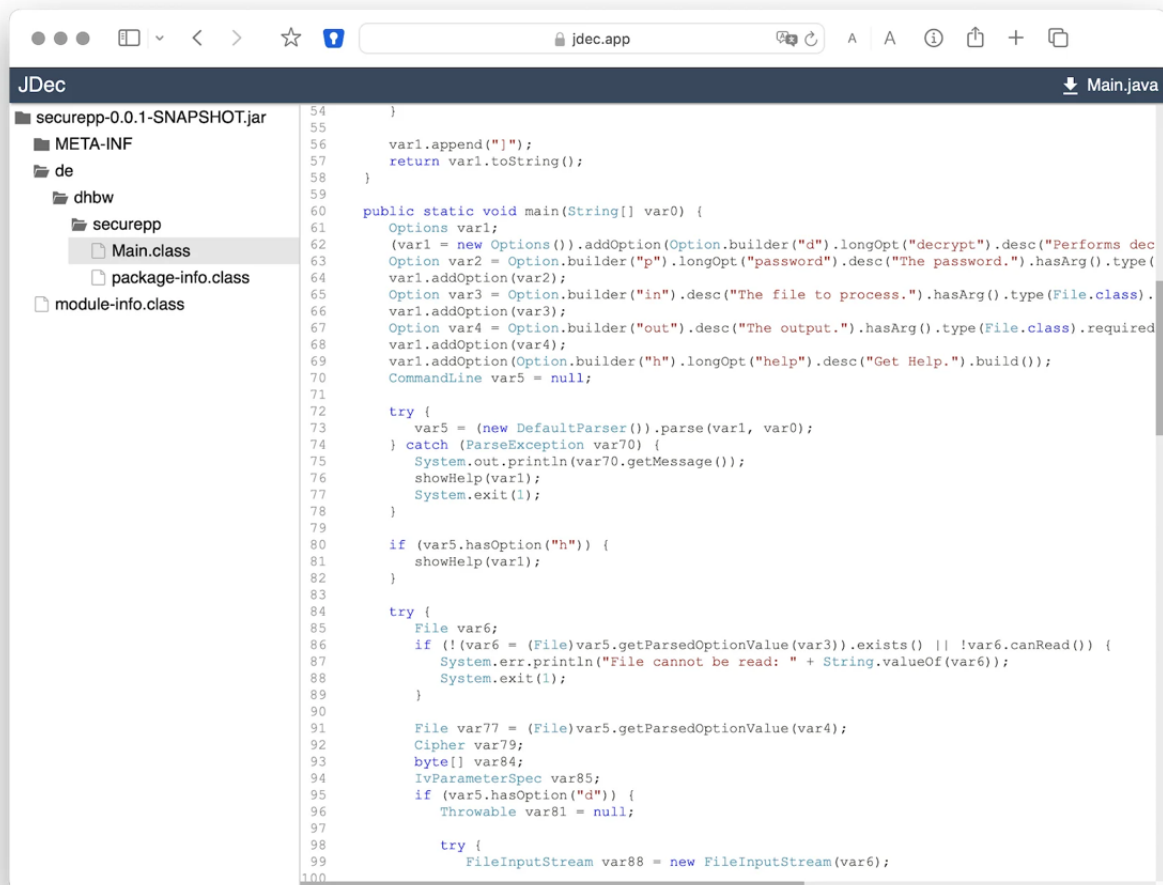 jdec.app
A A
JDec
Main.java
securepp-0.0.1-SNAPSHOT.jar
META-INF
de
dhbw
securepp
Main.class
package-info.class
module-info.class
54 }
55
56 var1.append("]");
57 return var1.toString();
58 }
59
60 public static void main(String[] var0) {
61 Options var1;
62 (var1 = new Options()).addOption(Option.builder("d").longOpt("decrypt").desc("Performs dec
63 Option var2 = Option.builder("p").longOpt("password").desc("The password.").hasArg().type(
64 var1.addOption(var2);
65 Option var3 = Option.builder("in").desc("The file to process.").hasArg().type(File.class).
66 var1.addOption(var3);
67 Option var4 = Option.builder("out").desc("The output.").hasArg().type(File.class).required
68 var1.addOption(var4);
69 var1.addOption(Option.builder("h").longOpt("help").desc("Get Help.").build());
70 CommandLine var5 = null;
71
72 try {
73 var5 = (new DefaultParser()).parse(var1, var0);
74 } catch (ParseException var70) {
75 System.out.println(var70.getMessage());
76 showHelp(var1);
77 System.exit(1);
78 }
79
80 if (var5.hasOption("h")) {
81 showHelp(var1);
82 }
83
84 try {
85 File var6;
86 if (!(var6 = (File)var5.getParsedOptionValue(var3)).exists() || !var6.canRead()) {
87 System.err.println("File cannot be read: " + String.valueOf(var6));
88 System.exit(1);
89 }
90
91 File var77 = (File)var5.getParsedOptionValue(var4);
92 Cipher var79;
93 byte[] var84;
94 IvParameterSpec var85;
95 if (var5.hasOption("d")) {
96 Throwable var81 = null;
97
98 try {
99 FileInputStream var88 = new FileInputStream(var6);
100